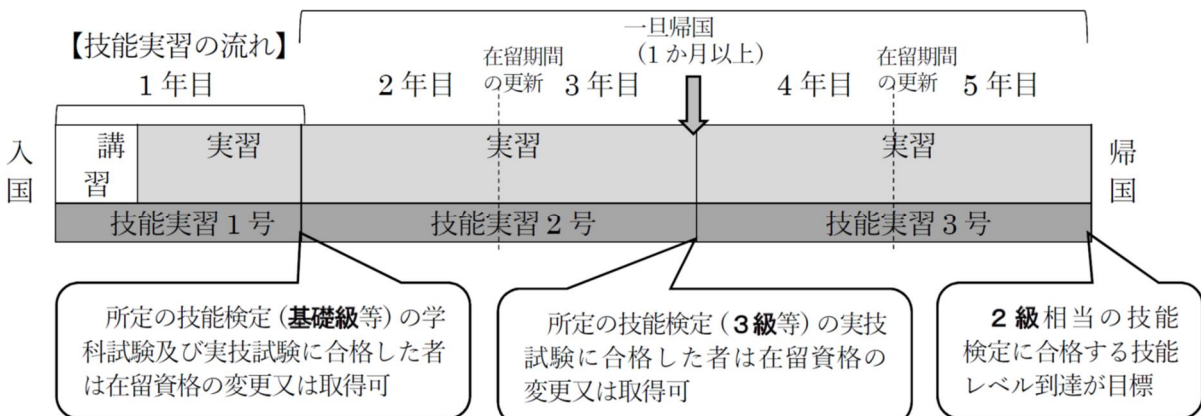 【技能実習の流れ】
一旦帰国
（1 か月以上）
1 年目
2 年目
在留期間
の更新
3 年目
4 年目
在留期間
の更新
5 年目
入
国
講
習
実習
実習
実習
帰
国
技能実習 1 号
技能実習 2 号
技能実習 3 号
所定の技能検定（基礎級等）の学
科試験及び実技試験に合格した者
は在留資格の変更又は取得可
所定の技能検定（３級等）の実技
試験に合格した者は在留資格の
変更又は取得可
２級相当の技能
検定に合格する技能
レベル到達が目標